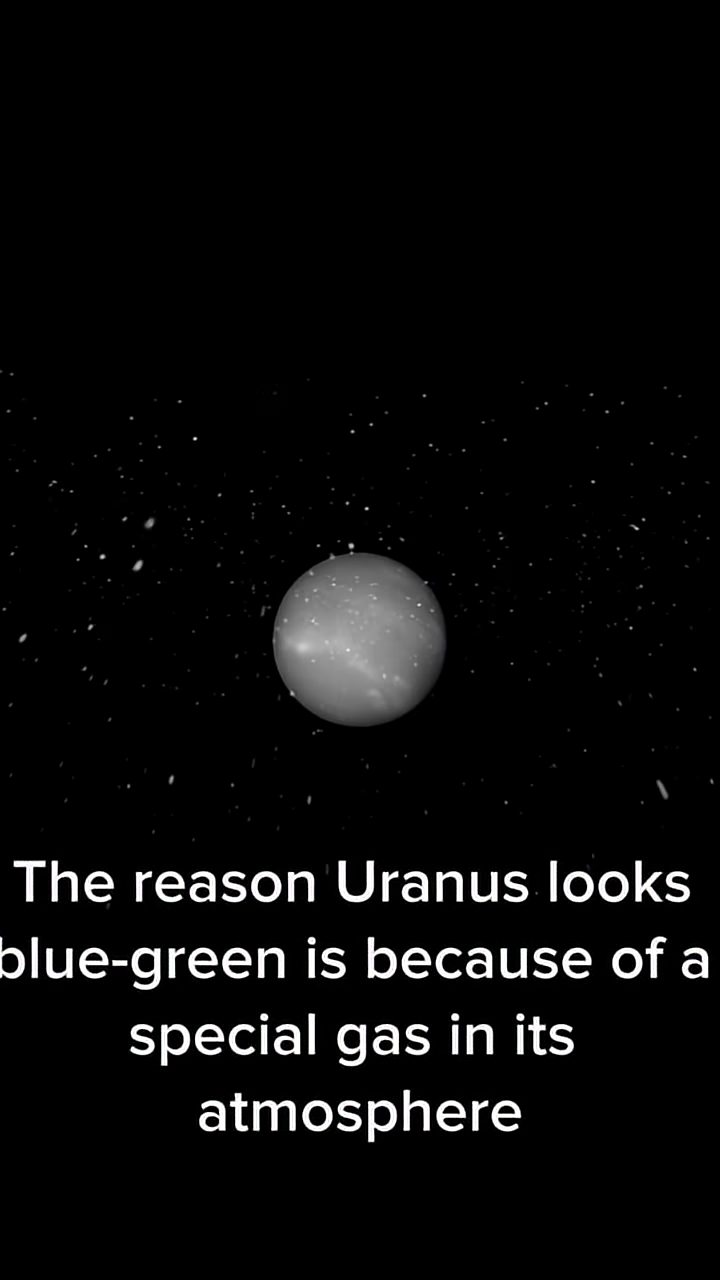 The reason Uranus looks
blue-green is because of a
special gas in its
atmosphere